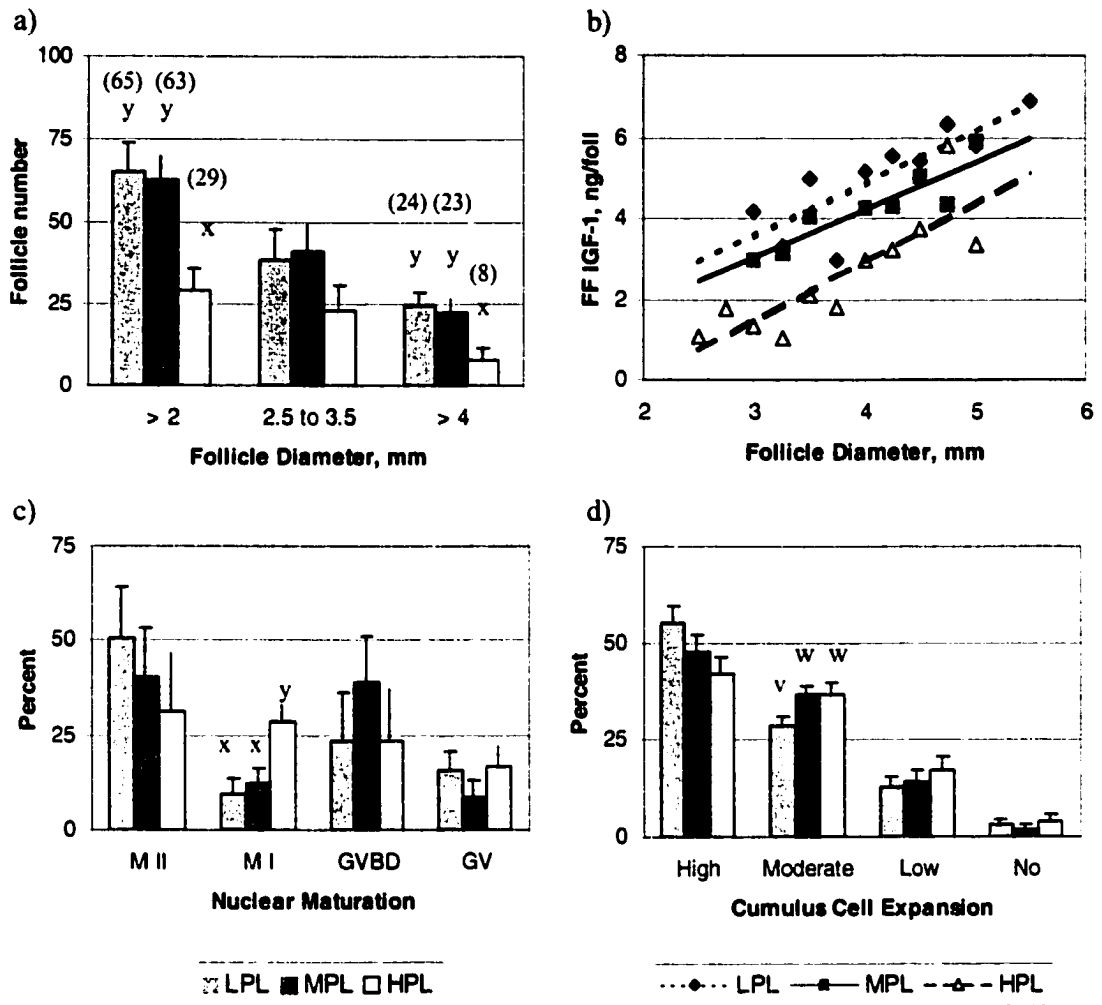 a)
100
75
50
25
0
Follicle number
(65) (63)
y y
(29)
x
(24) (23)
y y
(8)
x
> 2 2.5 to 3.5 > 4
Follicle Diameter, mm
b)
8
6
4
2
0
FF IGF-1, ng/foll
2 3 4 5 6
Follicle Diameter, mm
c)
75
50
25
0
Percent
x x y
M II M I GVBD GV
Nuclear Maturation
d)
75
50
25
0
Percent
v w w
High Moderate Low No
Cumulus Cell Expansion
LPL MPL HPL
LPL MPL HPL